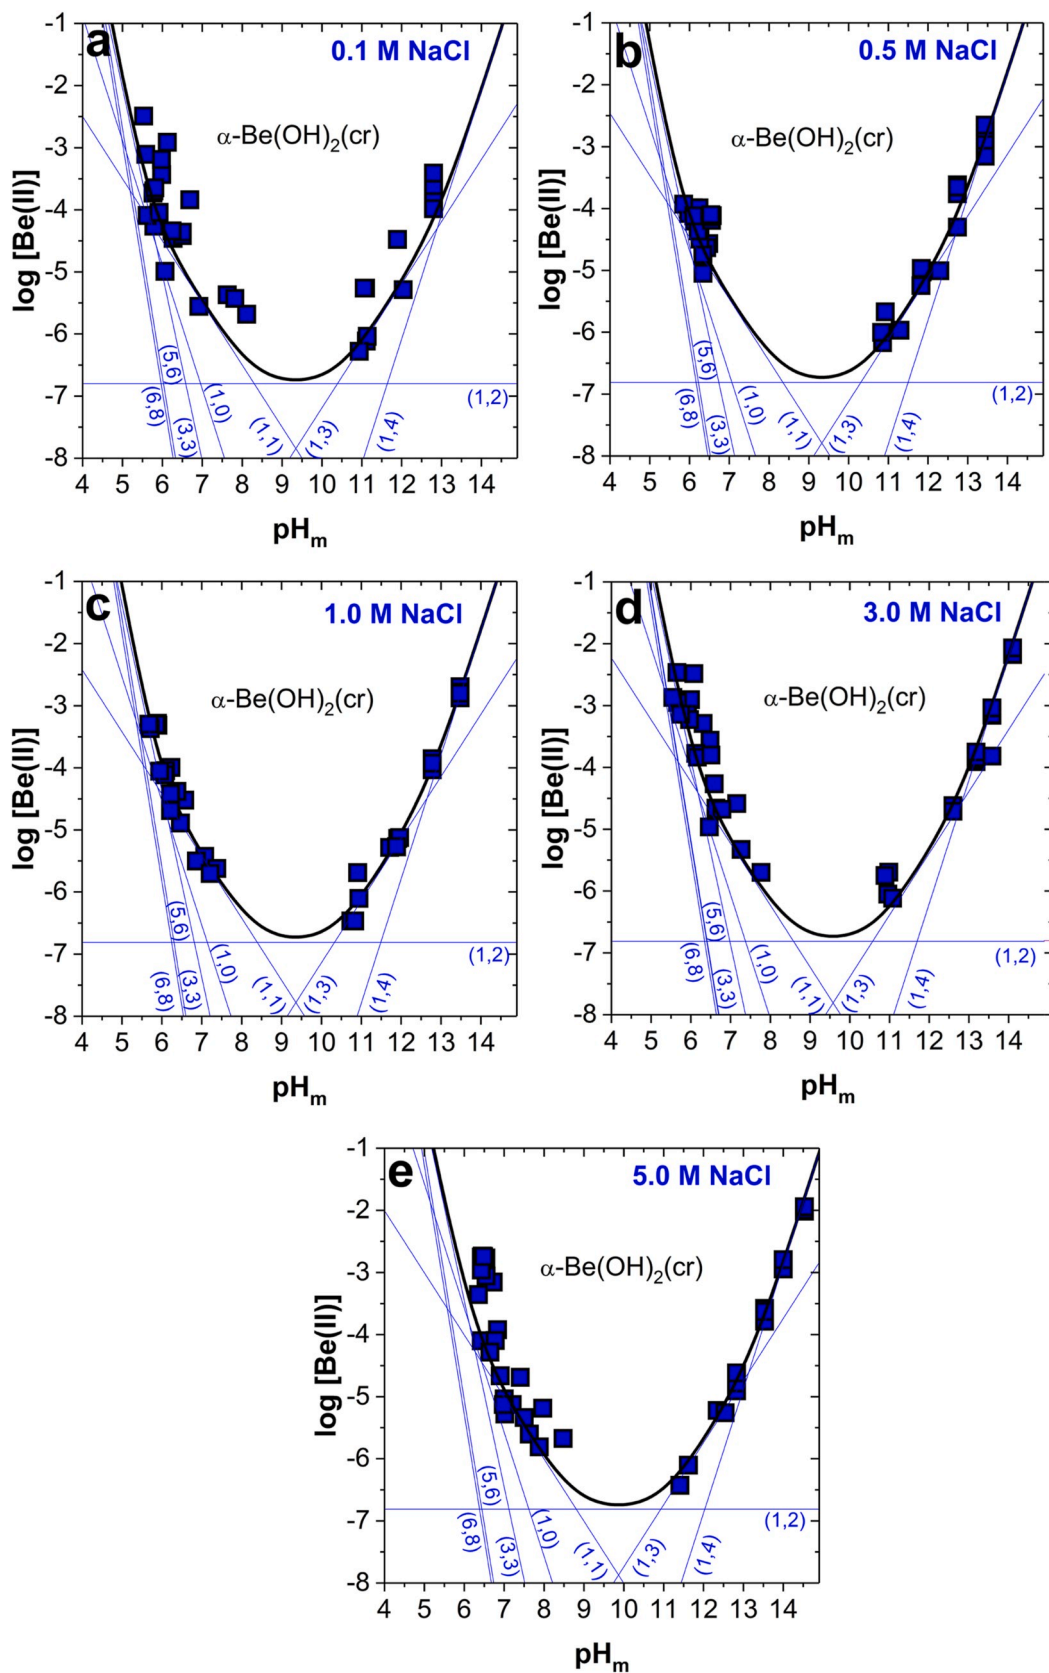 a
0.1 M NaCl
α-Be(OH)2(cr)
log [Be(II)]
-1
-2
-3
-4
-5
-6
-7
-8
(6,8)
(5,6)
(3,3)
(1,0)
(1,1)
(1,3)
(1,4)
(1,2)
4 5 6 7 8 9 10 11 12 13 14
pHm
b
0.5 M NaCl
α-Be(OH)2(cr)
log [Be(II)]
-1
-2
-3
-4
-5
-6
-7
-8
(6,8)
(5,6)
(3,3)
(1,0)
(1,1)
(1,3)
(1,4)
(1,2)
4 5 6 7 8 9 10 11 12 13 14
pHm
c
1.0 M NaCl
α-Be(OH)2(cr)
log [Be(II)]
-1
-2
-3
-4
-5
-6
-7
-8
(6,8)
(5,6)
(3,3)
(1,0)
(1,1)
(1,3)
(1,4)
(1,2)
4 5 6 7 8 9 10 11 12 13 14
pHm
d
3.0 M NaCl
α-Be(OH)2(cr)
log [Be(II)]
-1
-2
-3
-4
-5
-6
-7
-8
(6,8)
(5,6)
(3,3)
(1,0)
(1,1)
(1,3)
(1,4)
(1,2)
4 5 6 7 8 9 10 11 12 13 14
pHm
e
5.0 M NaCl
α-Be(OH)2(cr)
log [Be(II)]
-1
-2
-3
-4
-5
-6
-7
-8
(6,8)
(5,6)
(3,3)
(1,0)
(1,1)
(1,3)
(1,4)
(1,2)
4 5 6 7 8 9 10 11 12 13 14
pHm